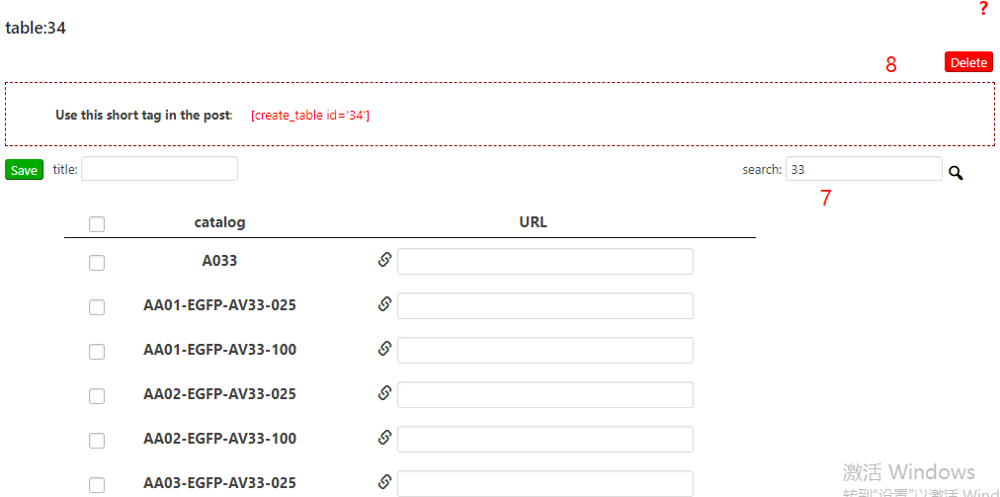 ?
table:34
8 Delete
Use this short tag in the post: [create_table id='34']
Save title: search: 33
7
catalog URL
A033
AA01-EGFP-AV33-025
AA01-EGFP-AV33-100
AA02-EGFP-AV33-025
AA02-EGFP-AV33-100
AA03-EGFP-AV33-025
激活 Windows
转到"设置"以激活 Wind